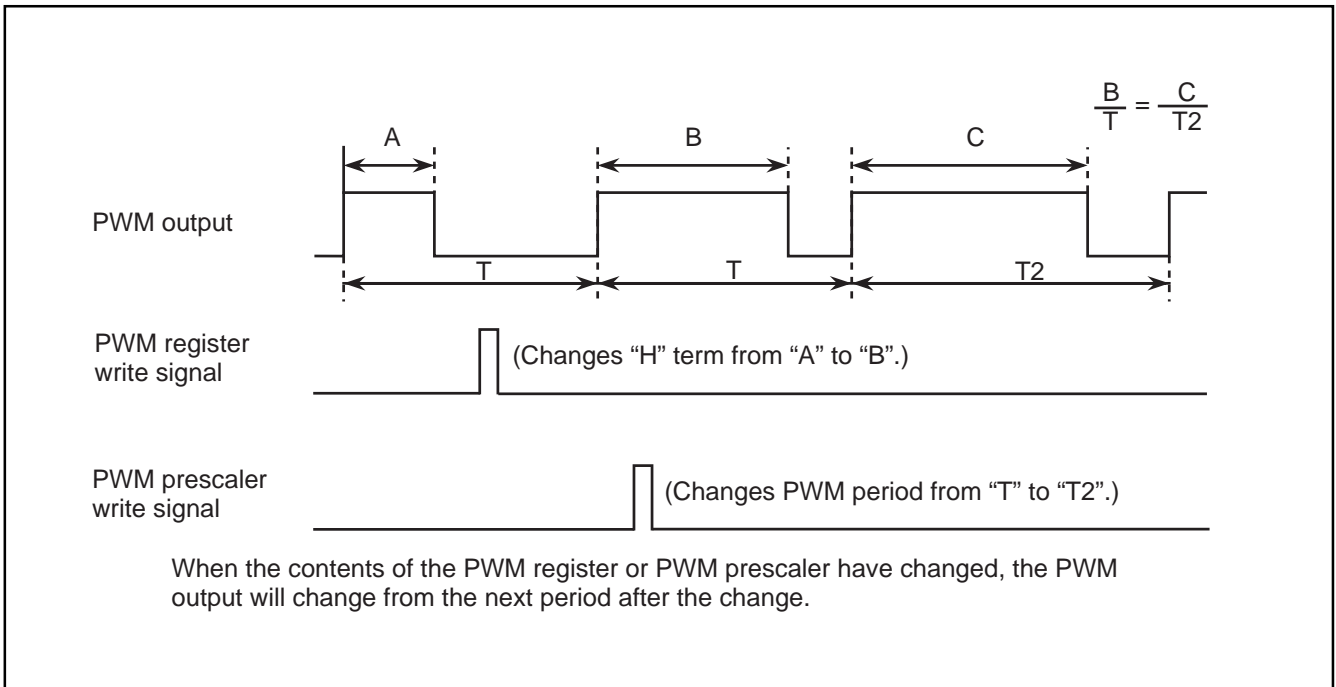 B/T = C/T2
A
B
C
PWM output
T
T
T2
PWM register
write signal
(Changes “H” term from “A” to “B”.)
PWM prescaler
write signal
(Changes PWM period from “T” to “T2”.)
When the contents of the PWM register or PWM prescaler have changed, the PWM
output will change from the next period after the change.